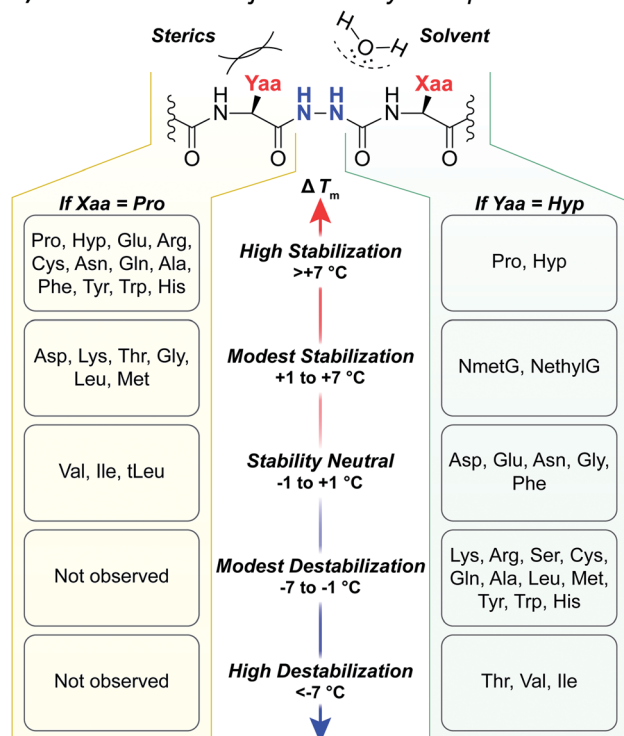 Sterics
Solvent
H
O
H
Yaa
Xaa
H
N
O
H
N
H
N
O
H
N
O
ΔTm
If Xaa = Pro
If Yaa = Hyp
Pro, Hyp, Glu, Arg,
Cys, Asn, Gln, Ala,
Phe, Tyr, Trp, His
High Stabilization
>+7 °C
Pro, Hyp
Asp, Lys, Thr, Gly,
Leu, Met
Modest Stabilization
+1 to +7 °C
NmetG, NethylG
Val, Ile, tLeu
Stability Neutral
-1 to +1 °C
Asp, Glu, Asn, Gly,
Phe
Not observed
Modest Destabilization
-7 to -1 °C
Lys, Arg, Ser, Cys,
Gln, Ala, Leu, Met,
Tyr, Trp, His
Not observed
High Destabilization
<-7 °C
Thr, Val, Ile